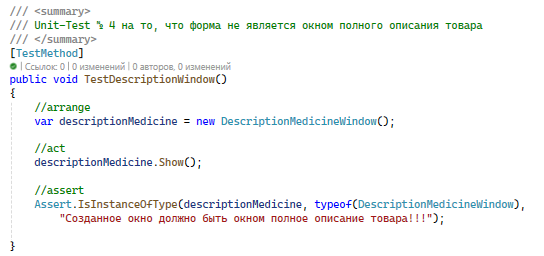 /// <summary>
/// Unit-Test № 4 на то, что форма не является окном полного описания товара
/// </summary>
[TestMethod]
| Ссылок: 0 | 0 изменений | 0 авторов, 0 изменений
public void TestDescriptionWindow()
{
//arrange
var descriptionMedicine = new DescriptionMedicineWindow();
//act
descriptionMedicine.Show();
//assert
Assert.IsInstanceOfType(descriptionMedicine, typeof(DescriptionMedicineWindow),
"Созданное окно должно быть окном полное описание товара!!!");
}